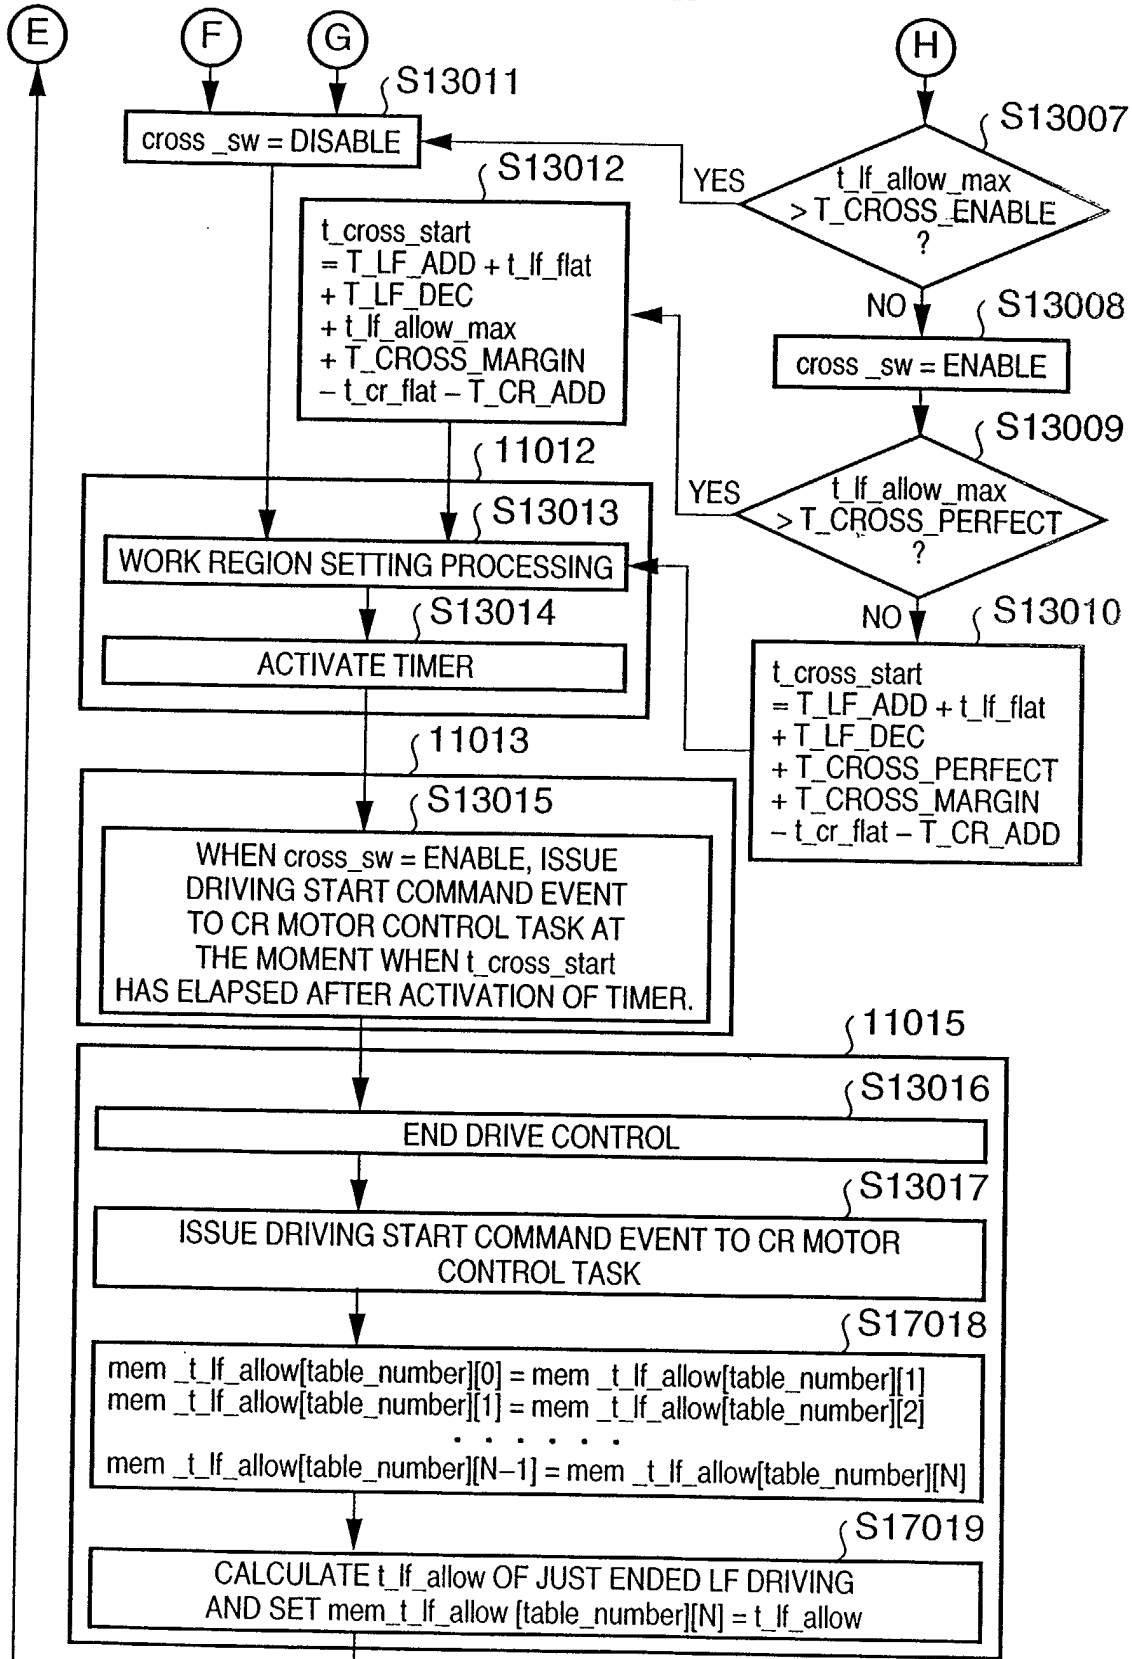 E
F
G
H
S13011
cross _sw = DISABLE
S13007
t_lf_allow_max
> T_CROSS_ENABLE
?
YES
NO
S13012
t_cross_start
= T_LF_ADD + t_lf_flat
+ T_LF_DEC
+ t_lf_allow_max
+ T_CROSS_MARGIN
– t_cr_flat – T_CR_ADD
S13008
cross _sw = ENABLE
S13009
t_lf_allow_max
> T_CROSS_PERFECT
?
YES
NO
11012
S13013
WORK REGION SETTING PROCESSING
S13014
ACTIVATE TIMER
S13010
t_cross_start
= T_LF_ADD + t_lf_flat
+ T_LF_DEC
+ T_CROSS_PERFECT
+ T_CROSS_MARGIN
– t_cr_flat – T_CR_ADD
11013
S13015
WHEN cross_sw = ENABLE, ISSUE
DRIVING START COMMAND EVENT
TO CR MOTOR CONTROL TASK AT
THE MOMENT WHEN t_cross_start
HAS ELAPSED AFTER ACTIVATION OF TIMER.
11015
S13016
END DRIVE CONTROL
S13017
ISSUE DRIVING START COMMAND EVENT TO CR MOTOR
CONTROL TASK
S17018
mem _t_lf_allow[table_number][0] = mem _t_lf_allow[table_number][1]
mem _t_lf_allow[table_number][1] = mem _t_lf_allow[table_number][2]
. . . . . .
mem _t_lf_allow[table_number][N–1] = mem _t_lf_allow[table_number][N]
S17019
CALCULATE t_lf_allow OF JUST ENDED LF DRIVING
AND SET mem_t_lf_allow [table_number][N] = t_lf_allow